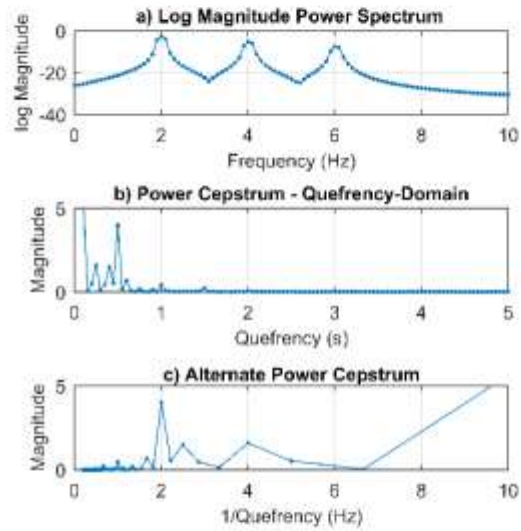 a) Log Magnitude Power Spectrum
log Magnitude
0
-20
-40
0 2 4 6 8 10
Frequency (Hz)
b) Power Cepstrum - Quefrency-Domain
Magnitude
5
0
0 1 2 3 4 5
Quefrency (s)
c) Alternate Power Cepstrum
Magnitude
5
0
0 2 4 6 8 10
1/Quefrency (Hz)